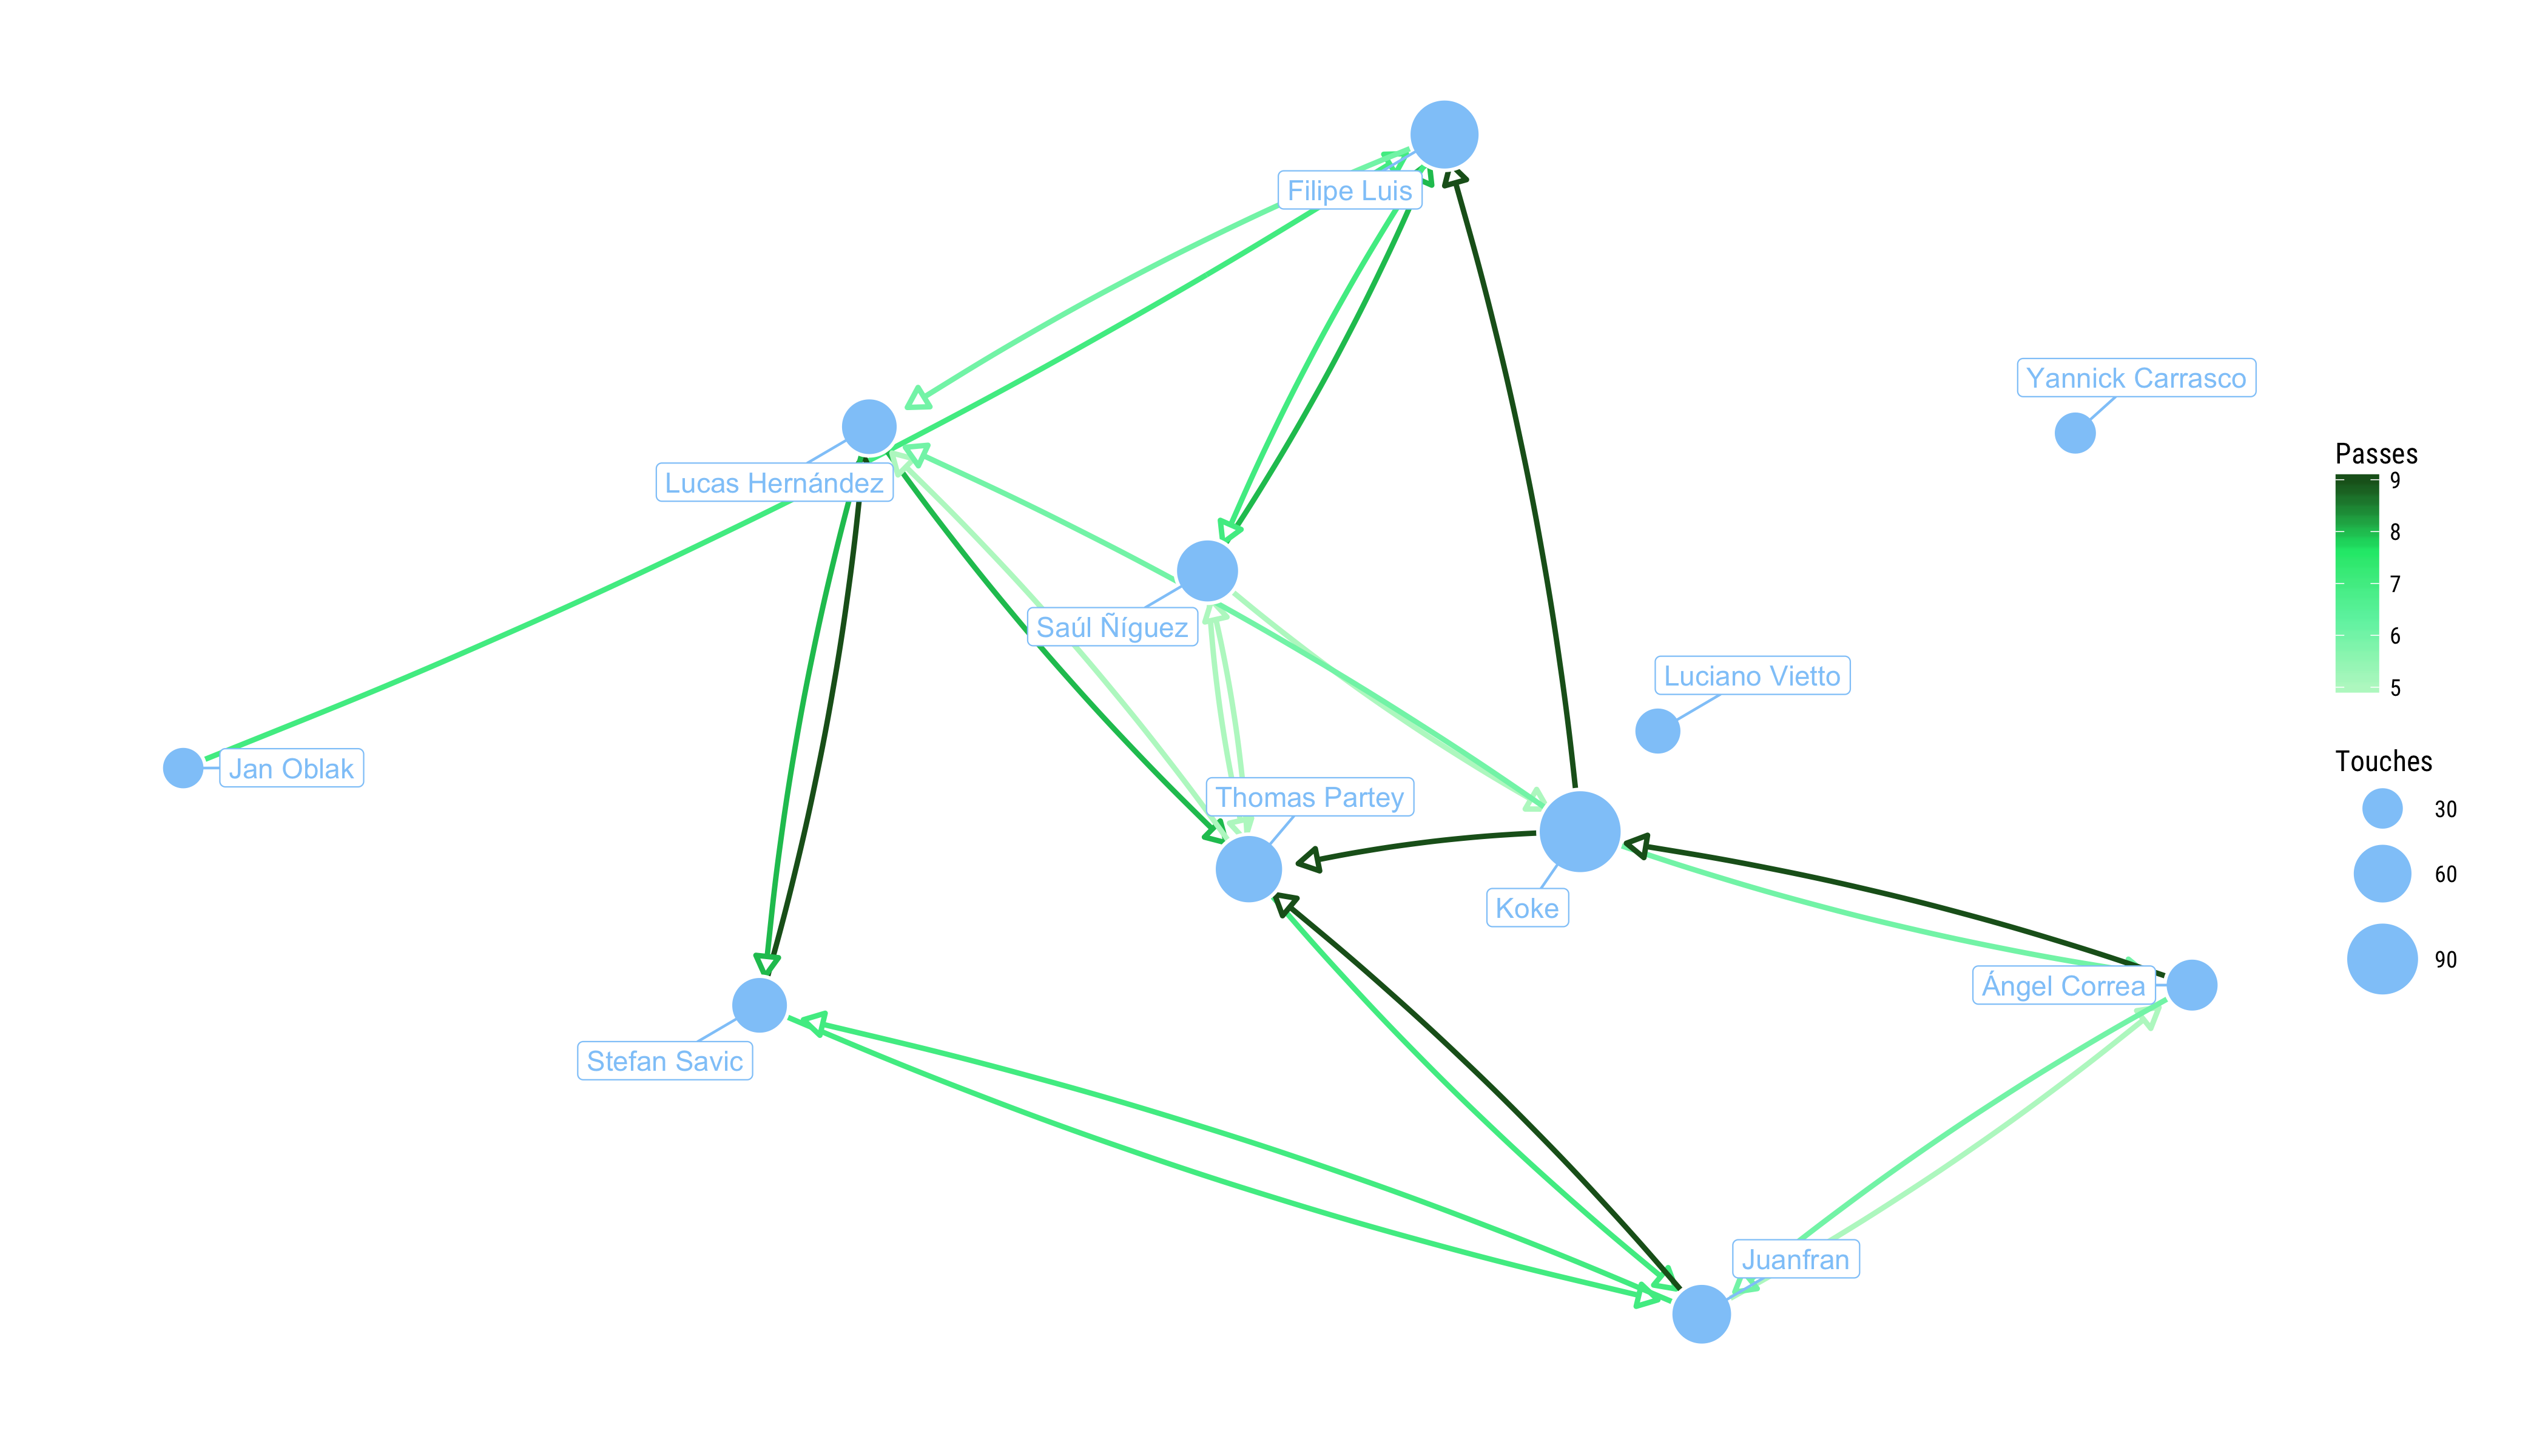 Filipe Luis
Yannick Carrasco
Lucas Hernández
Saúl Ñíguez
Luciano Vietto
Jan Oblak
Thomas Partey
Koke
Ángel Correa
Stefan Savic
Juanfran
Passes
9
8
7
6
5
Touches
30
60
90